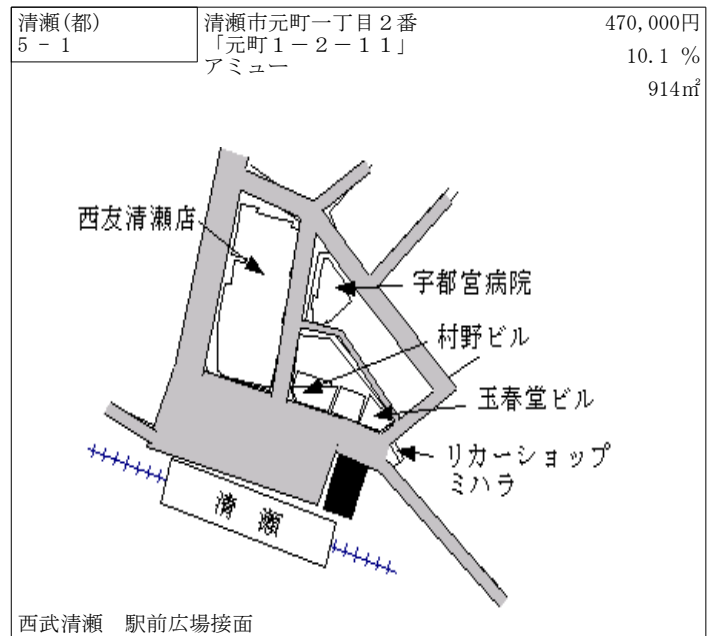 清瀬(都)
5 - 1
清瀬市元町一丁目2番
「元町1-2-11」
アミュー
470,000円
10.1 %
914㎡
西友清瀬店
宇都宮病院
村野ビル
玉春堂ビル
リカーショップ
ミハラ
清瀬
西武清瀬 駅前広場接面